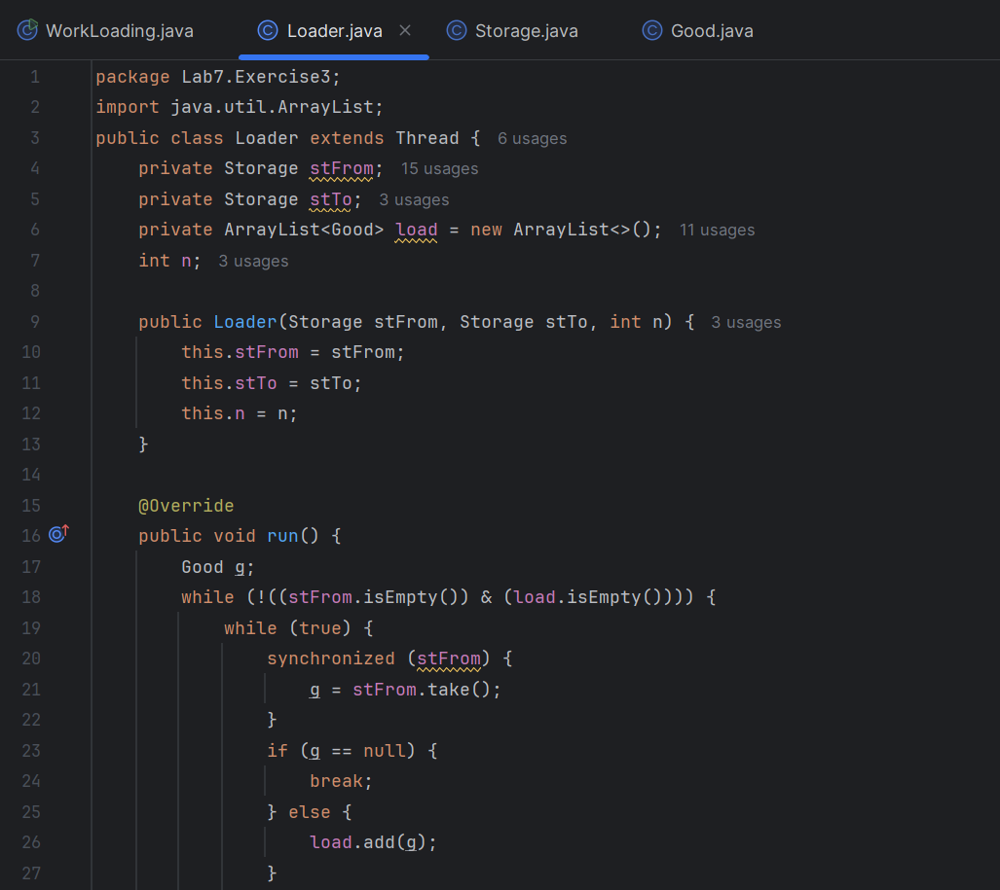 WorkLoading.java Loader.java Storage.java Good.java
1 package Lab7.Exercise3;
2 import java.util.ArrayList;
3 public class Loader extends Thread { 6 usages
4 private Storage stFrom; 15 usages
5 private Storage stTo; 3 usages
6 private ArrayList<Good> load = new ArrayList<>(); 11 usages
7 int n; 3 usages
8
9 public Loader(Storage stFrom, Storage stTo, int n) { 3 usages
10 this.stFrom = stFrom;
11 this.stTo = stTo;
12 this.n = n;
13 }
14
15 @Override
16 public void run() {
17 Good g;
18 while (!((stFrom.isEmpty()) & (load.isEmpty()))) {
19 while (true) {
20 synchronized (stFrom) {
21 g = stFrom.take();
22 }
23 if (g == null) {
24 break;
25 } else {
26 load.add(g);
27 }